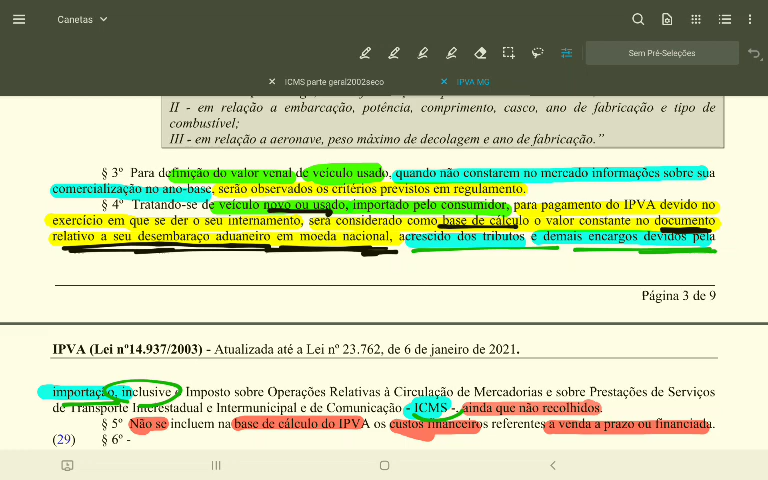 Canetas
Sem Pré-Seleções
ICMS parte geral2002seco
IPVA MG
II - em relação a embarcação, potência, comprimento, casco, ano de fabricação e tipo de
combustível;
III - em relação a aeronave, peso máximo de decolagem e ano de fabricação.”
§ 3º Para definição do valor venal de veículo usado, quando não constarem no mercado informações sobre sua
comercialização no ano-base, serão observados os critérios previstos em regulamento.
§ 4º Tratando-se de veículo novo ou usado, importado pelo consumidor, para pagamento do IPVA devido no
exercício em que se der o seu internamento, será considerado como base de cálculo o valor constante no documento
relativo a seu desembaraço aduaneiro em moeda nacional, acrescido dos tributos e demais encargos devidos pela
Página 3 de 9
IPVA (Lei nº14.937/2003) - Atualizada até a Lei nº 23.762, de 6 de janeiro de 2021.
importação, inclusive o Imposto sobre Operações Relativas à Circulação de Mercadorias e sobre Prestações de Serviços
de Transporte Interestadual e Intermunicipal e de Comunicação - ICMS -, ainda que não recolhidos.
§ 5º Não se incluem na base de cálculo do IPVA os custos financeiros referentes a venda a prazo ou financiada.
(29) § 6º -